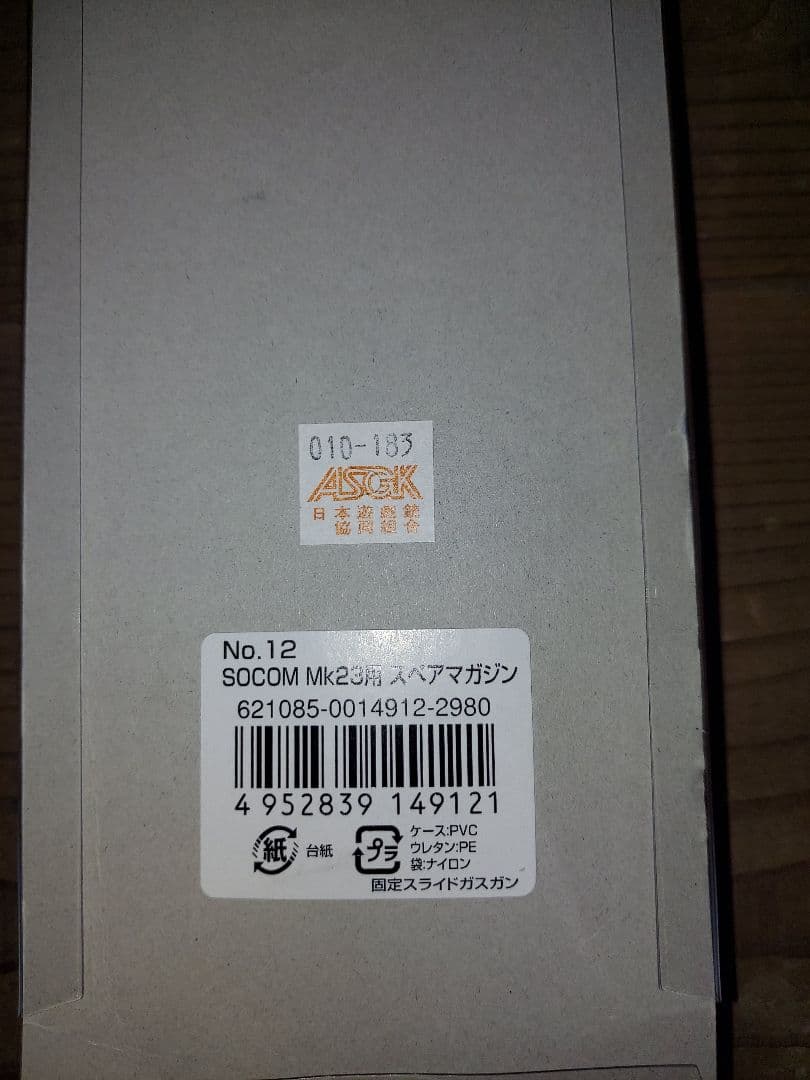 010-183
ASGK
日本遊戯銃
協同組合
No.12
SOCOM Mk23用 スペアマガジン
621085-0014912-2980
4 952839 149121
紙 台紙
プラ
ケース:PVC
ウレタン:PE
袋:ナイロン
固定スライドガスガン